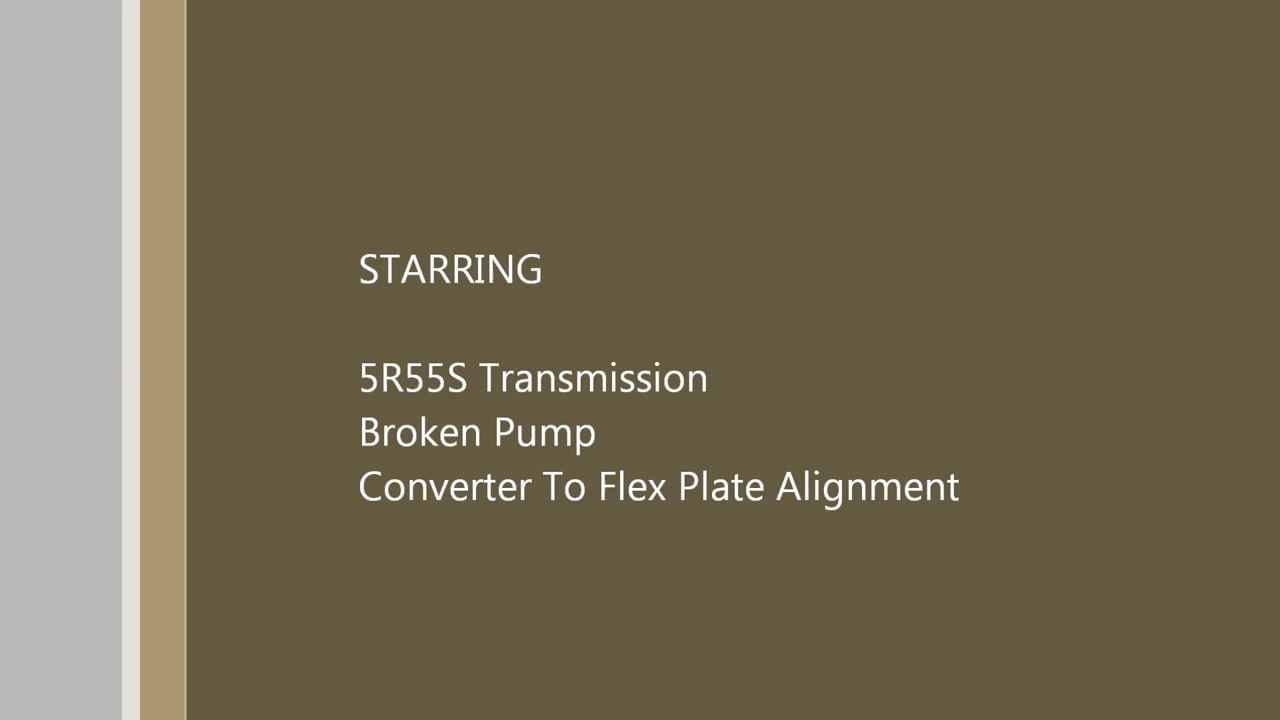 STARRING
5R55S Transmission
Broken Pump
Converter To Flex Plate Alignment